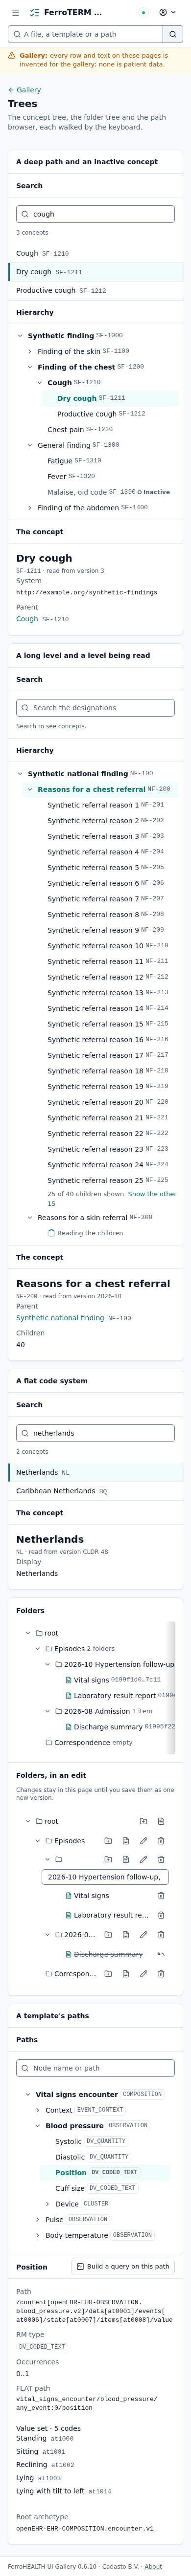 FerroTERM ...
A file, a template or a path
Gallery: every row and text on these pages is
invented for the gallery; none is patient data.
← Gallery
Trees
The concept tree, the folder tree and the path
browser, each walked by the keyboard.
A deep path and an inactive concept
Search
cough
3 concepts
Cough SF-1210
Dry cough SF-1211
Productive cough SF-1212
Hierarchy
Synthetic finding SF-1000
Finding of the skin SF-1100
Finding of the chest SF-1200
Cough SF-1210
Dry cough SF-1211
Productive cough SF-1212
Chest pain SF-1220
General finding SF-1300
Fatigue SF-1310
Fever SF-1320
Malaise, old code SF-1390 Inactive
Finding of the abdomen SF-1400
The concept
Dry cough
SF-1211 · read from version 3
System
http://example.org/synthetic-findings
Parent
Cough SF-1210
A long level and a level being read
Search
Search the designations
Search to see concepts.
Hierarchy
Synthetic national finding NF-100
Reasons for a chest referral NF-200
Synthetic referral reason 1 NF-201
Synthetic referral reason 2 NF-202
Synthetic referral reason 3 NF-203
Synthetic referral reason 4 NF-204
Synthetic referral reason 5 NF-205
Synthetic referral reason 6 NF-206
Synthetic referral reason 7 NF-207
Synthetic referral reason 8 NF-208
Synthetic referral reason 9 NF-209
Synthetic referral reason 10 NF-210
Synthetic referral reason 11 NF-211
Synthetic referral reason 12 NF-212
Synthetic referral reason 13 NF-213
Synthetic referral reason 14 NF-214
Synthetic referral reason 15 NF-215
Synthetic referral reason 16 NF-216
Synthetic referral reason 17 NF-217
Synthetic referral reason 18 NF-218
Synthetic referral reason 19 NF-219
Synthetic referral reason 20 NF-220
Synthetic referral reason 21 NF-221
Synthetic referral reason 22 NF-222
Synthetic referral reason 23 NF-223
Synthetic referral reason 24 NF-224
Synthetic referral reason 25 NF-225
25 of 40 children shown. Show the other
15
Reasons for a skin referral NF-300
Reading the children
The concept
Reasons for a chest referral
NF-200 · read from version 2026-10
Parent
Synthetic national finding NF-100
Children
40
A flat code system
Search
netherlands
2 concepts
Netherlands NL
Caribbean Netherlands BQ
The concept
Netherlands
NL · read from version CLDR 48
Display
Netherlands
Folders
root
Episodes 2 folders
2026-10 Hypertension follow-up
Vital signs 0199f1d0…7c11
Laboratory result report 0199
2026-08 Admission 1 item
Discharge summary 01995f22
Correspondence empty
Folders, in an edit
Changes stay in this page until you save them as one
new version.
root
Episodes
2026-10 Hypertension follow-up,
Vital signs
Laboratory result re...
2026-0...
Discharge summary
Correspon...
A template's paths
Paths
Node name or path
Vital signs encounter COMPOSITION
Context EVENT_CONTEXT
Blood pressure OBSERVATION
Systolic DV_QUANTITY
Diastolic DV_QUANTITY
Position DV_CODED_TEXT
Cuff size DV_CODED_TEXT
Device CLUSTER
Pulse OBSERVATION
Body temperature OBSERVATION
Position
Build a query on this path
Path
/content[openEHR-EHR-OBSERVATION.
blood_pressure.v2]/data[at0001]/events[
at0006]/state[at0007]/items[at0008]/value
RM type
DV_CODED_TEXT
Occurrences
0..1
FLAT path
vital_signs_encounter/blood_pressure/
any_event:0/position
Value set · 5 codes
Standing at1000
Sitting at1001
Reclining at1002
Lying at1003
Lying with tilt to left at1014
Root archetype
openEHR-EHR-COMPOSITION.encounter.v1
FerroHEALTH UI Gallery 0.6.10 · Cadasto B.V. · About